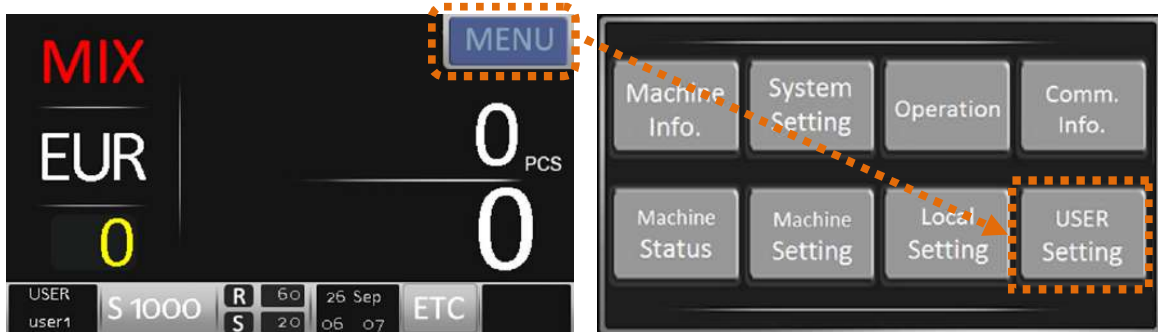 MIX
MENU
EUR
0 PCS
0
0
USER
user1
S 1000
R 60
S 20
26 Sep
06 07
ETC
Machine
Info.
System
Setting
Operation
Comm.
Info.
Machine
Status
Machine
Setting
Local
Setting
USER
Setting